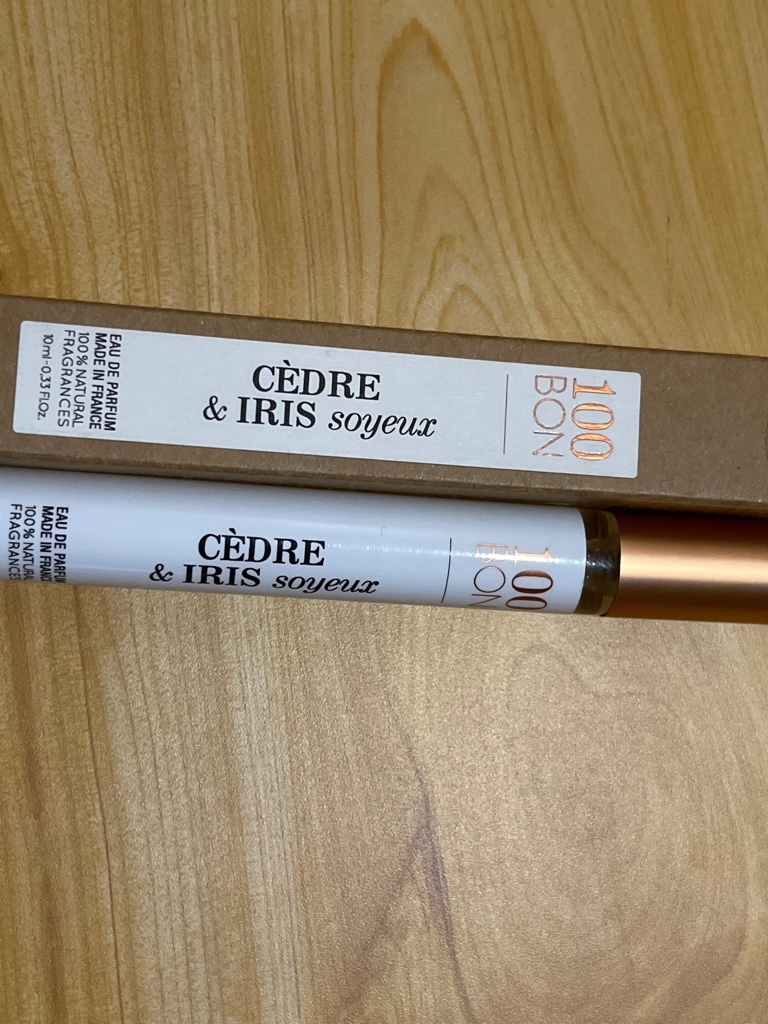 CÈDRE
& IRIS soyeux
100
BON
EAU DE PARFUM
MADE IN FRANCE
100% NATURAL
FRAGRANCES
10ml - 0.33 Fl.Oz.
CÈDRE
& IRIS soyeux
100
BON
EAU DE PARFUM
MADE IN FRANCE
100% NATURAL
FRAGRANCES